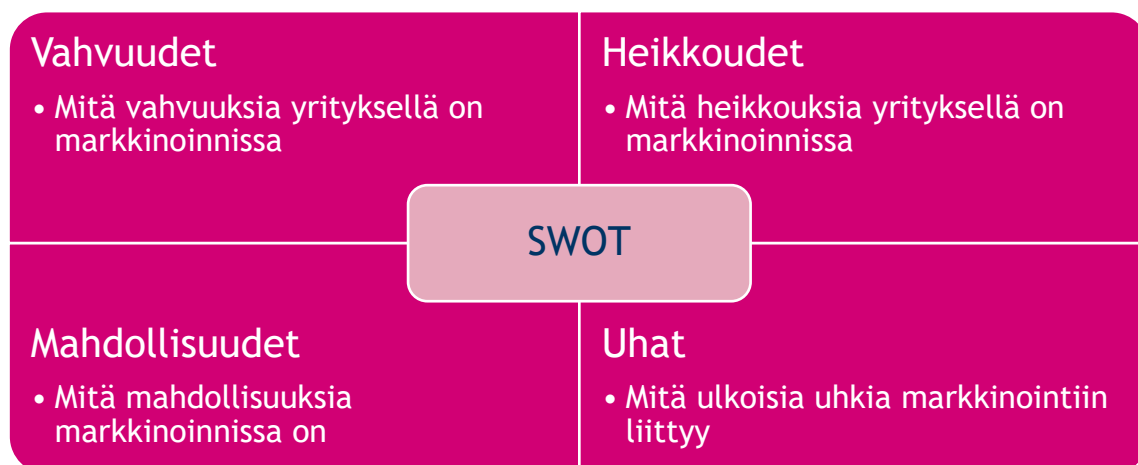 Vahvuudet
• Mitä vahvuuksia yrityksellä on
markkinoinnissa
Heikkoudet
• Mitä heikkouksia yrityksellä on
markkinoinnissa
SWOT
Mahdollisuudet
• Mitä mahdollisuuksia
markkinoinnissa on
Uhat
• Mitä ulkoisia uhkia markkinointiin
liittyy